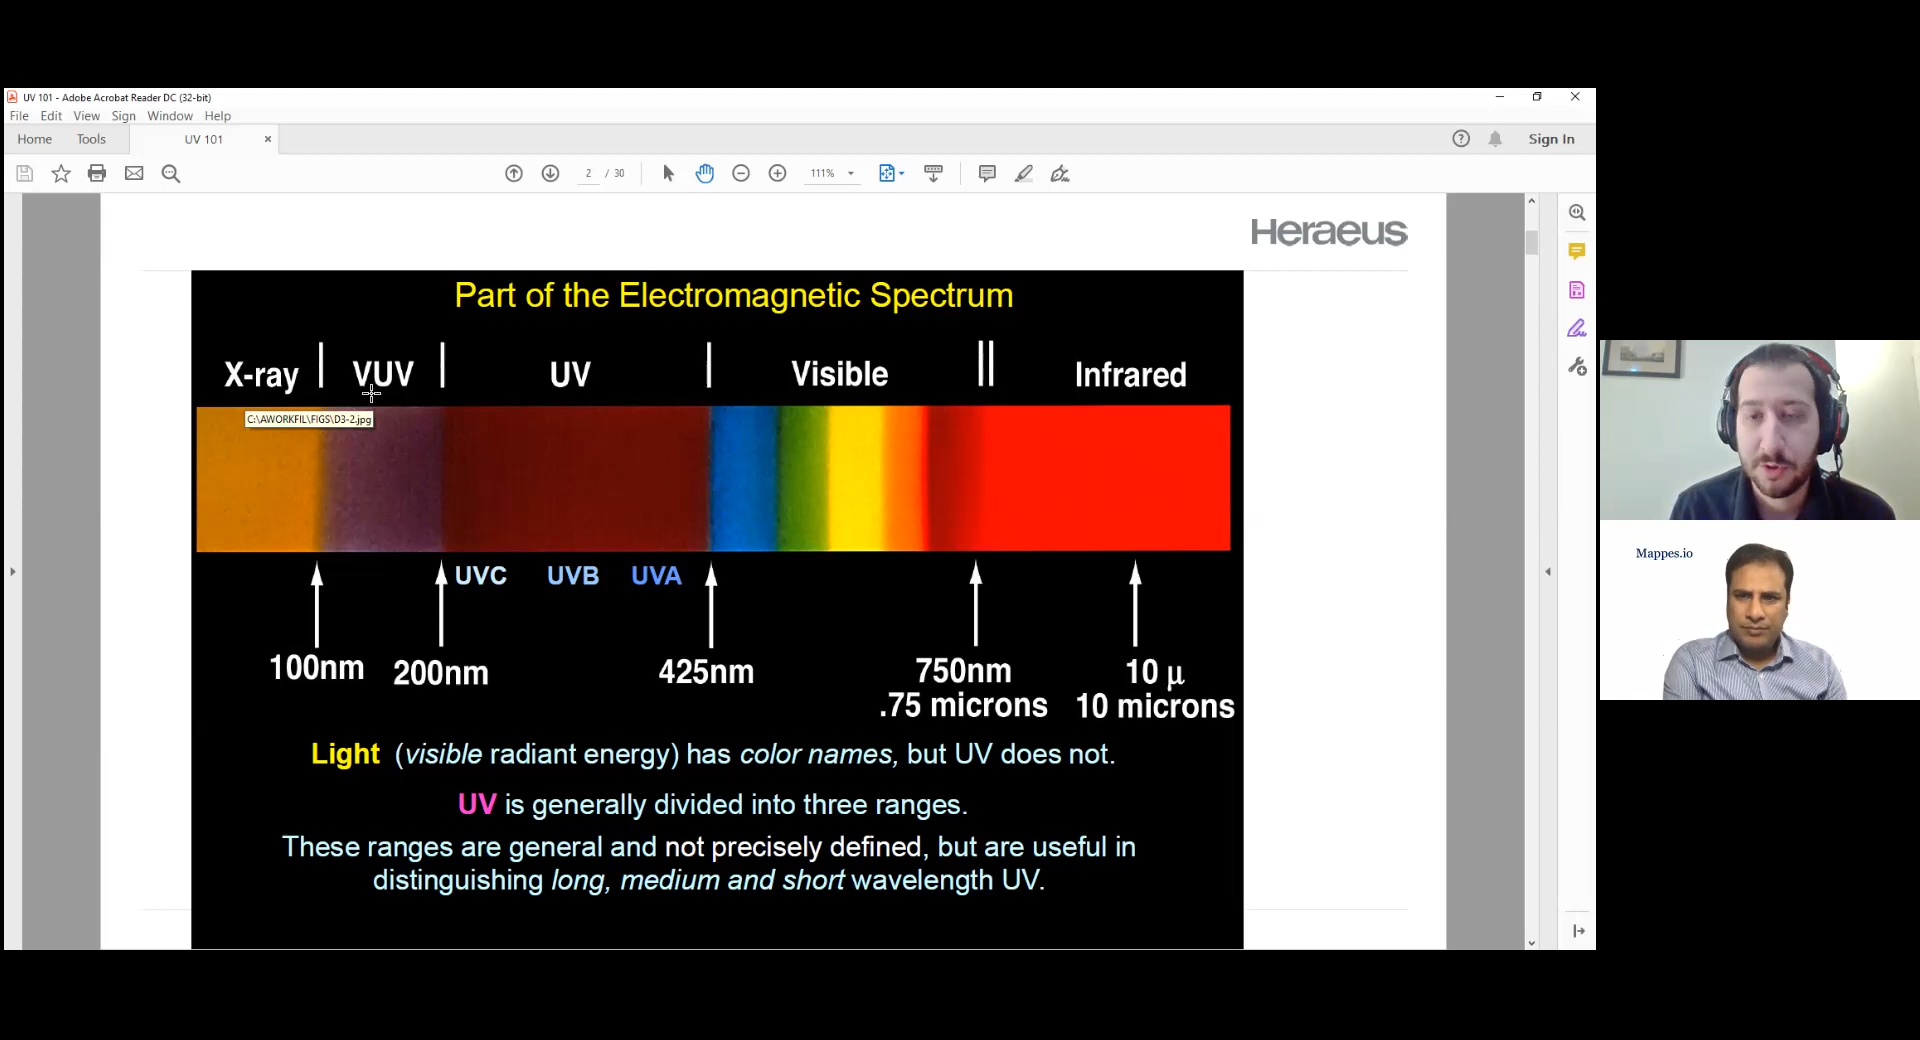 UV 101 - Adobe Acrobat Reader DC (32-bit)
File Edit View Sign Window Help
Home Tools UV 101 Sign In
2 / 30 111%
Heraeus
Part of the Electromagnetic Spectrum
X-ray VUV UV Visible Infrared
C:\AWORKFIL\FIGS\D3-2.jpg
UVC UVB UVA
100nm 200nm 425nm 750nm 10 µ
.75 microns 10 microns
Light (visible radiant energy) has color names, but UV does not.
UV is generally divided into three ranges.
These ranges are general and not precisely defined, but are useful in
distinguishing long, medium and short wavelength UV.
Mappes.io